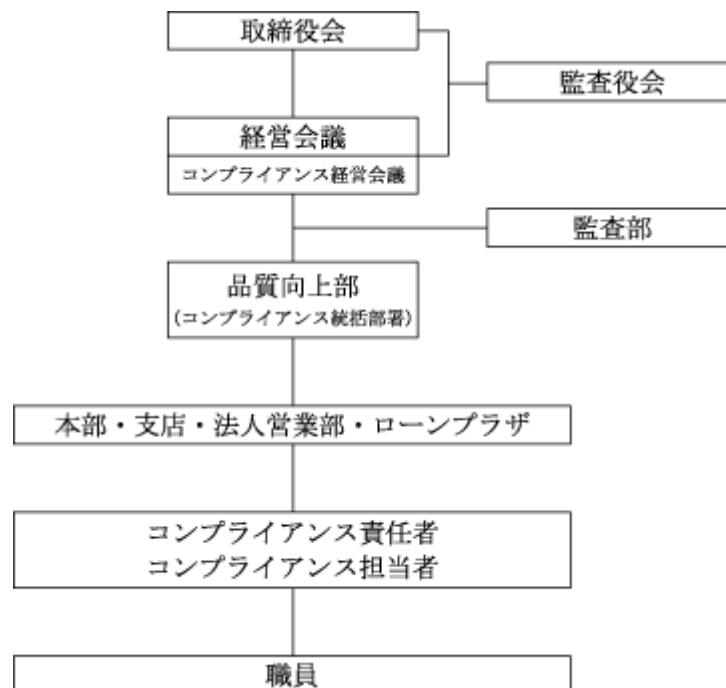 取締役会
監査役会
経営会議
コンプライアンス経営会議
監査部
品質向上部
(コンプライアンス統括部署)
本部・支店・法人営業部・ローンプラザ
コンプライアンス責任者
コンプライアンス担当者
職員